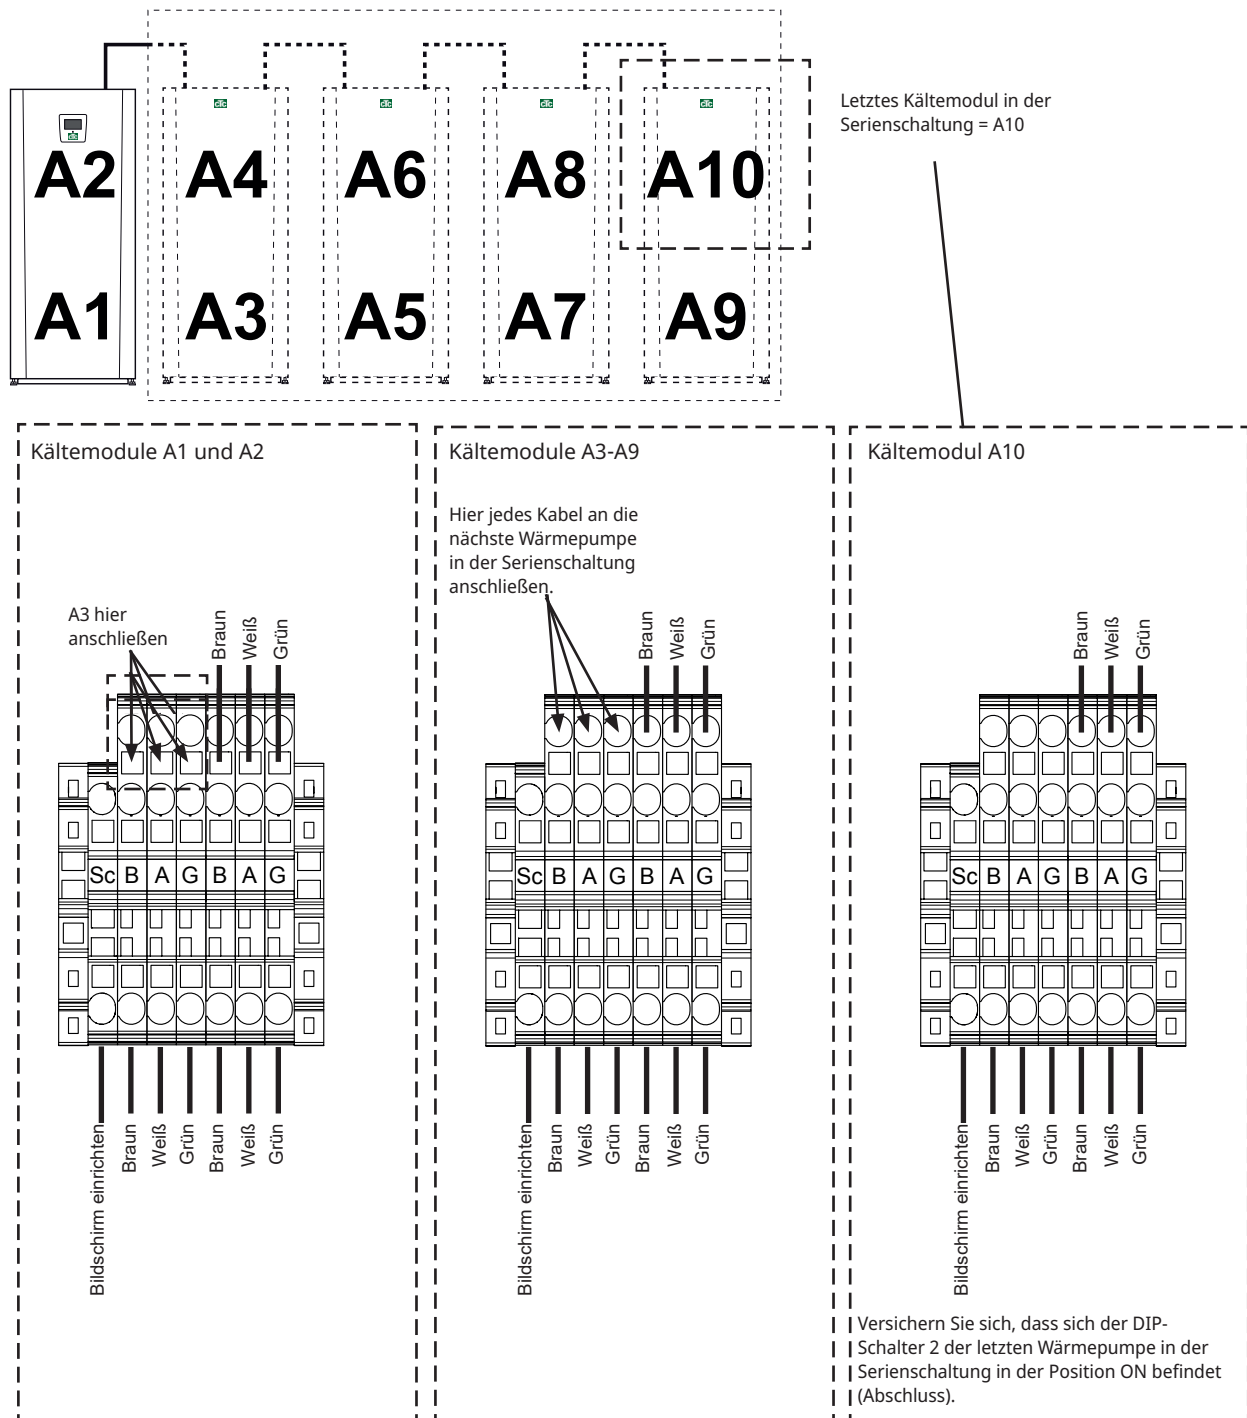 ctc
ctc
ctc
ctc
ctc
A2
A4
A6
A8
A10
A1
A3
A5
A7
A9
Letztes Kältemodul in der
Serienschaltung = A10
Kältemodule A1 und A2
A3 hier
anschließen
Braun
Weiß
Grün
Sc B A G B A G
Bildschirm einrichten
Braun
Weiß
Grün
Braun
Weiß
Grün
Kältemodule A3-A9
Hier jedes Kabel an die
nächste Wärmepumpe
in der Serienschaltung
anschließen.
Braun
Weiß
Grün
Sc B A G B A G
Bildschirm einrichten
Braun
Weiß
Grün
Braun
Weiß
Grün
Kältemodul A10
Braun
Weiß
Grün
Sc B A G B A G
Bildschirm einrichten
Braun
Weiß
Grün
Braun
Weiß
Grün
Versichern Sie sich, dass sich der DIP-
Schalter 2 der letzten Wärmepumpe in der
Serienschaltung in der Position ON befindet
(Abschluss).